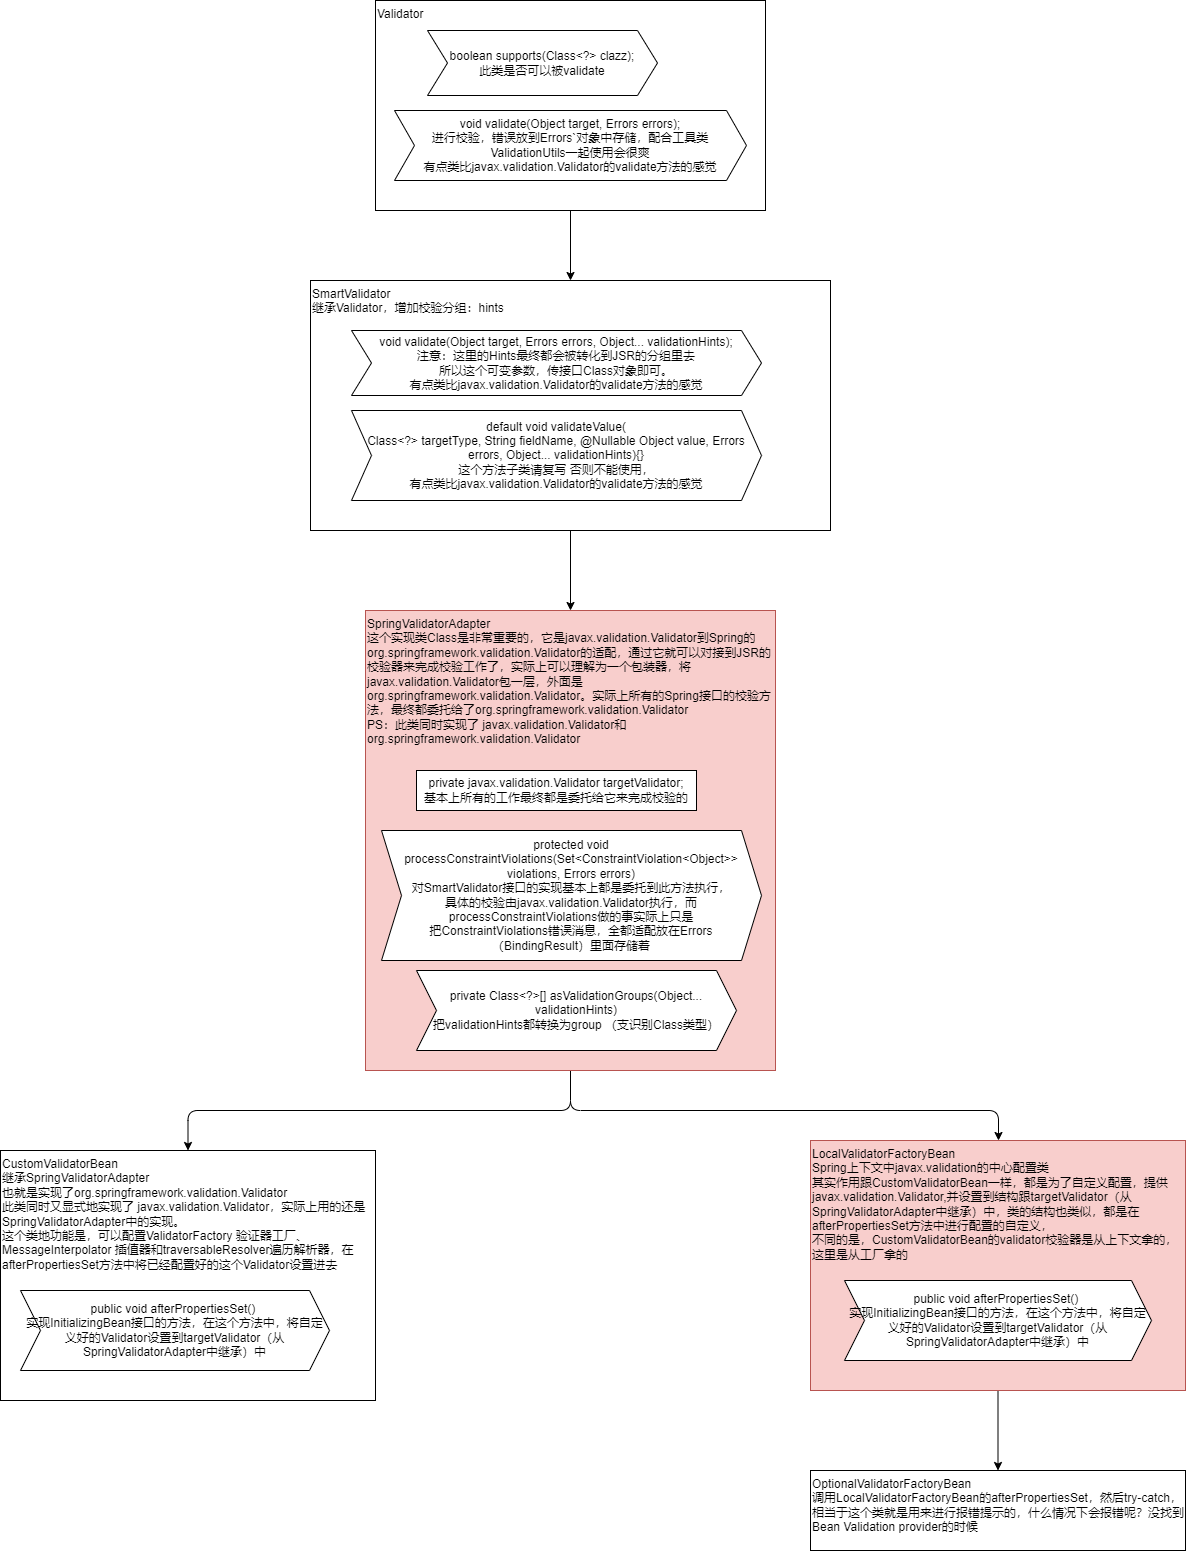 Validator
boolean supports(Class<?> clazz);
此类是否可以被validate
void validate(Object target, Errors errors);
进行校验，错误放到Errors`对象中存储，配合工具类
ValidationUtils一起使用会很爽
有点类比javax.validation.Validator的validate方法的感觉
SmartValidator
继承Validator，增加校验分组：hints
void validate(Object target, Errors errors, Object... validationHints);
注意：这里的Hints最终都会被转化到JSR的分组里去
所以这个可变参数，传接口Class对象即可。
有点类比javax.validation.Validator的validate方法的感觉
default void validateValue(
Class<?> targetType, String fieldName, @Nullable Object value, Errors
errors, Object... validationHints){}
这个方法子类请复写 否则不能使用，
有点类比javax.validation.Validator的validate方法的感觉
SpringValidatorAdapter
这个实现类Class是非常重要的，它是javax.validation.Validator到Spring的
org.springframework.validation.Validator的适配，通过它就可以对接到JSR的
校验器来完成校验工作了，实际上可以理解为一个包装器，将
javax.validation.Validator包一层，外面是
org.springframework.validation.Validator。实际上所有的Spring接口的校验方
法，最终都委托给了org.springframework.validation.Validator
PS：此类同时实现了 javax.validation.Validator和
org.springframework.validation.Validator
private javax.validation.Validator targetValidator;
基本上所有的工作最终都是委托给它来完成校验的
protected void
processConstraintViolations(Set<ConstraintViolation<Object>>
violations, Errors errors)
对SmartValidator接口的实现基本上都是委托到此方法执行，
具体的校验由javax.validation.Validator执行，而
processConstraintViolations做的事实际上只是
把ConstraintViolations错误消息，全都适配放在Errors
（BindingResult）里面存储着
private Class<?>[] asValidationGroups(Object...
validationHints)
把validationHints都转换为group （支识别Class类型）
CustomValidatorBean
继承SpringValidatorAdapter
也就是实现了org.springframework.validation.Validator
此类同时又显式地实现了 javax.validation.Validator，实际上用的还是
SpringValidatorAdapter中的实现。
这个类地功能是，可以配置ValidatorFactory 验证器工厂、
MessageInterpolator 插值器和traversableResolver遍历解析器，在
afterPropertiesSet方法中将已经配置好的这个Validator设置进去
public void afterPropertiesSet()
实现InitializingBean接口的方法，在这个方法中，将自定
义好的Validator设置到targetValidator（从
SpringValidatorAdapter中继承）中
LocalValidatorFactoryBean
Spring上下文中javax.validation的中心配置类
其实作用跟CustomValidatorBean一样，都是为了自定义配置，提供
javax.validation.Validator,并设置到结构跟targetValidator（从
SpringValidatorAdapter中继承）中，类的结构也类似，都是在
afterPropertiesSet方法中进行配置的自定义，
不同的是，CustomValidatorBean的validator校验器是从上下文拿的，
这里是从工厂拿的
public void afterPropertiesSet()
实现InitializingBean接口的方法，在这个方法中，将自定
义好的Validator设置到targetValidator（从
SpringValidatorAdapter中继承）中
OptionalValidatorFactoryBean
调用LocalValidatorFactoryBean的afterPropertiesSet，然后try-catch，
相当于这个类就是用来进行报错提示的，什么情况下会报错呢？没找到
Bean Validation provider的时候